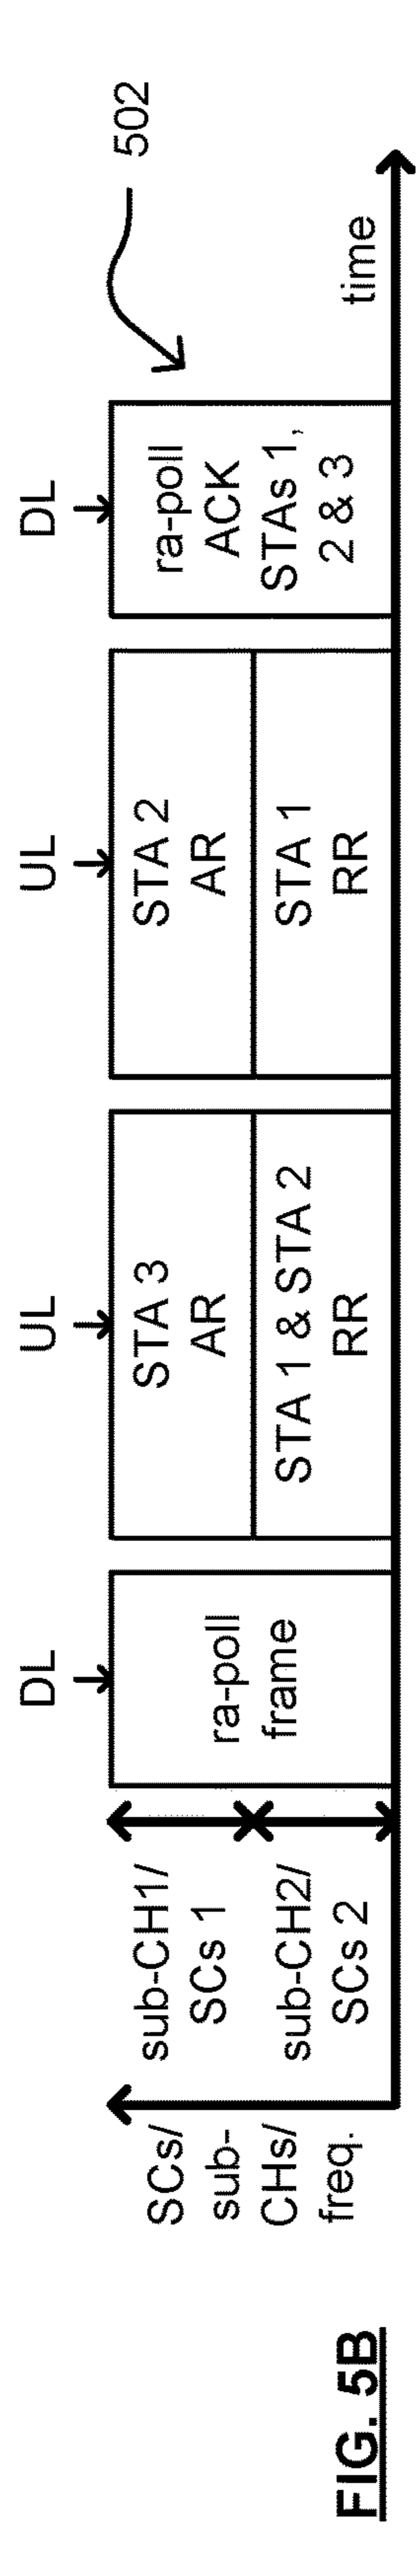 502
DL
UL
UL
DL
SCs/
sub-
CHs/
freq.
sub-CH1/
SCs 1
sub-CH2/
SCs 2
ra-poll
frame
STA 3
AR
STA 1 & STA 2
RR
STA 2
AR
STA 1
RR
ra-poll
ACK
STAs 1,
2 & 3
time
FIG. 5B